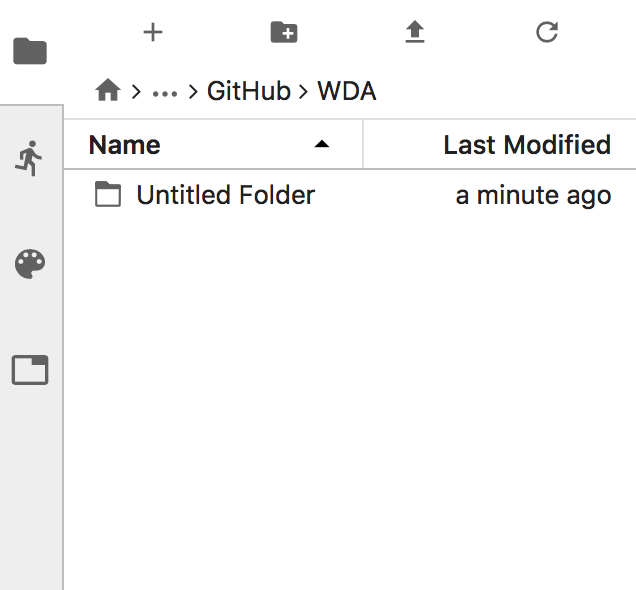 … GitHub WDA
Name Last Modified
Untitled Folder a minute ago